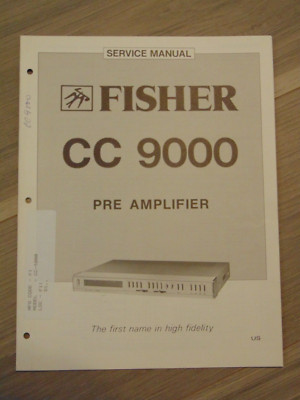 SERVICE MANUAL
FISHER
CC 9000
PRE AMPLIFIER
The first name in high fidelity
US